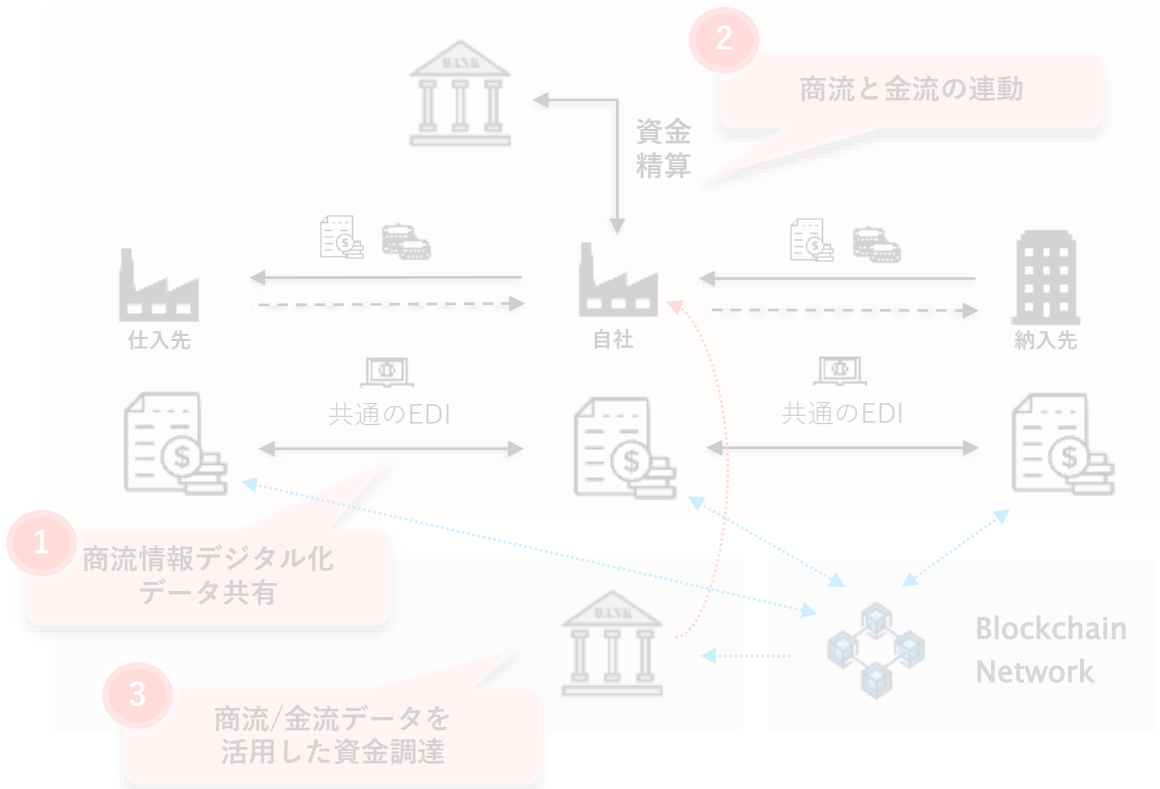 2
商流と金流の連動
BANK
資金
精算
仕入先
自社
納入先
共通のEDI
共通のEDI
1
商流情報デジタル化
データ共有
BANK
Blockchain
Network
3
商流/金流データを
活用した資金調達